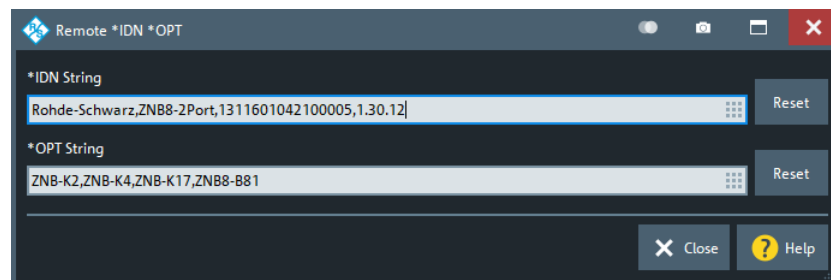 Remote *IDN *OPT
*IDN String
Rohde-Schwarz,ZNB8-2Port,1311601042100005,1.30.12
Reset
*OPT String
ZNB-K2,ZNB-K4,ZNB-K17,ZNB8-B81
Reset
Close
? Help